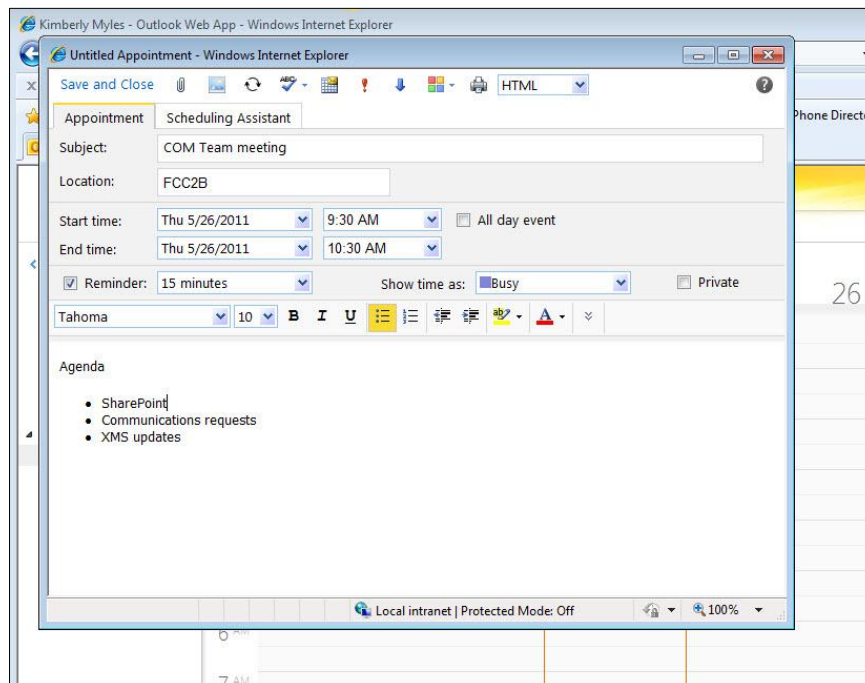 Kimberly Myles - Outlook Web App - Windows Internet Explorer
Untitled Appointment - Windows Internet Explorer
Save and Close HTML
Phone Direct
Appointment Scheduling Assistant
Subject: COM Team meeting
Location: FCC2B
Start time: Thu 5/26/2011 9:30 AM All day event
End time: Thu 5/26/2011 10:30 AM
Reminder: 15 minutes Show time as: Busy Private
26
Tahoma 10 B I U A
Agenda
• SharePoint
• Communications requests
• XMS updates
Local intranet | Protected Mode: Off 100%
6 AM
7 AM